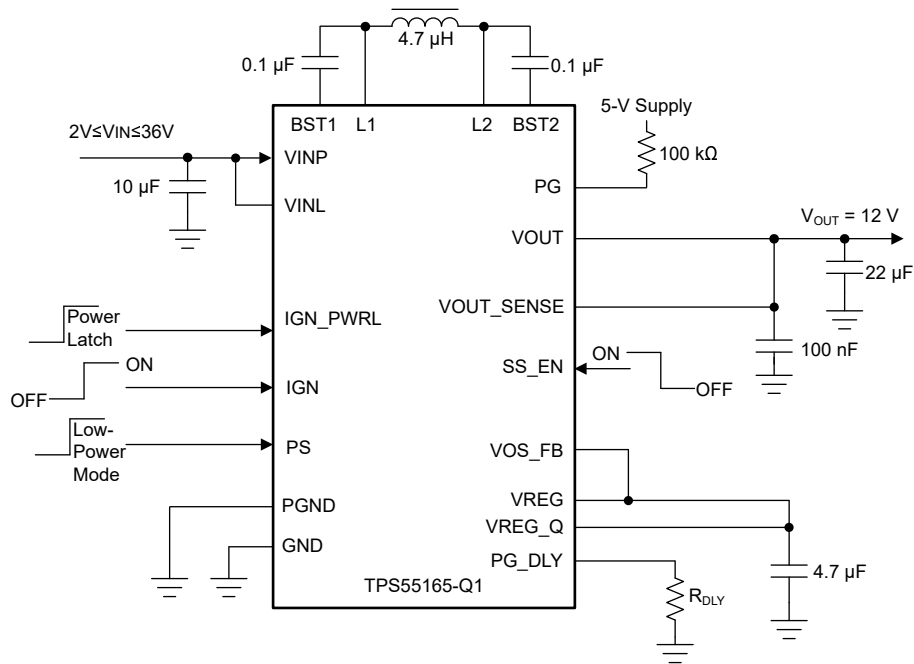 4.7 µH
0.1 µF
0.1 µF
BST1
L1
L2
BST2
5-V Supply
100 kΩ
2V≤VIN≤36V
VINP
10 µF
VINL
PG
VOUT
VOUT = 12 V
22 µF
VOUT_SENSE
100 nF
Power
Latch
IGN_PWRL
ON
OFF
IGN
SS_EN
ON
OFF
Low-
Power
Mode
PS
VOS_FB
PGND
VREG
VREG_Q
GND
PG_DLY
4.7 µF
TPS55165-Q1
RDLY